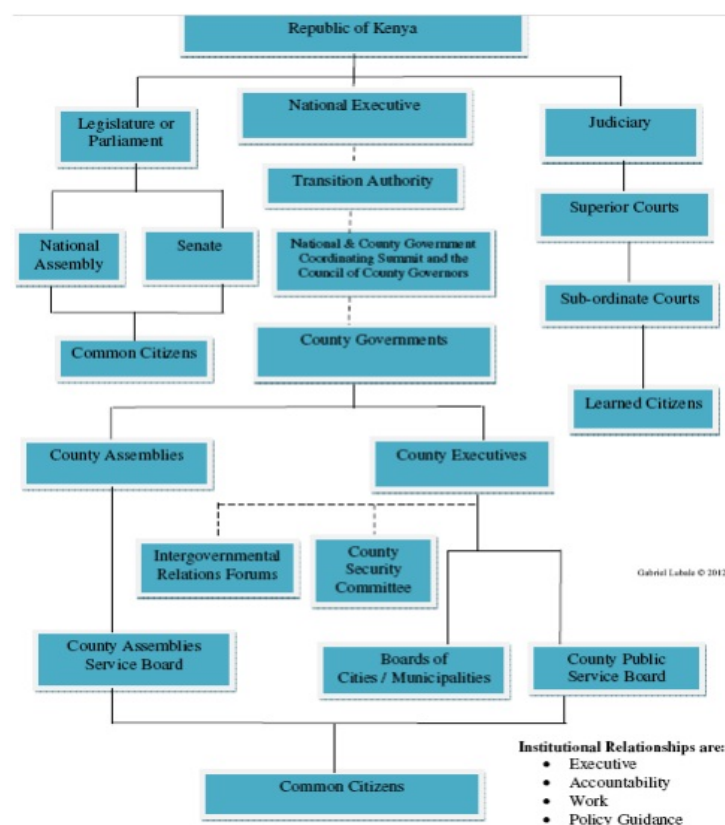 Republic of Kenya
Legislature or
Parliament
National Executive
Judiciary
Transition Authority
Superior Courts
National
Assembly
Senate
National & County Government
Coordinating Summit and the
Council of County Governors
Sub-ordinate Courts
Common Citizens
County Governments
Learned Citizens
County Assemblies
County Executives
Intergovernmental
Relations Forums
County
Security
Committee
Gabriel Lubale © 2012
County Assemblies
Service Board
Boards of
Cities / Municipalities
County Public
Service Board
Common Citizens
Institutional Relationships are:
• Executive
• Accountability
• Work
• Policy Guidance